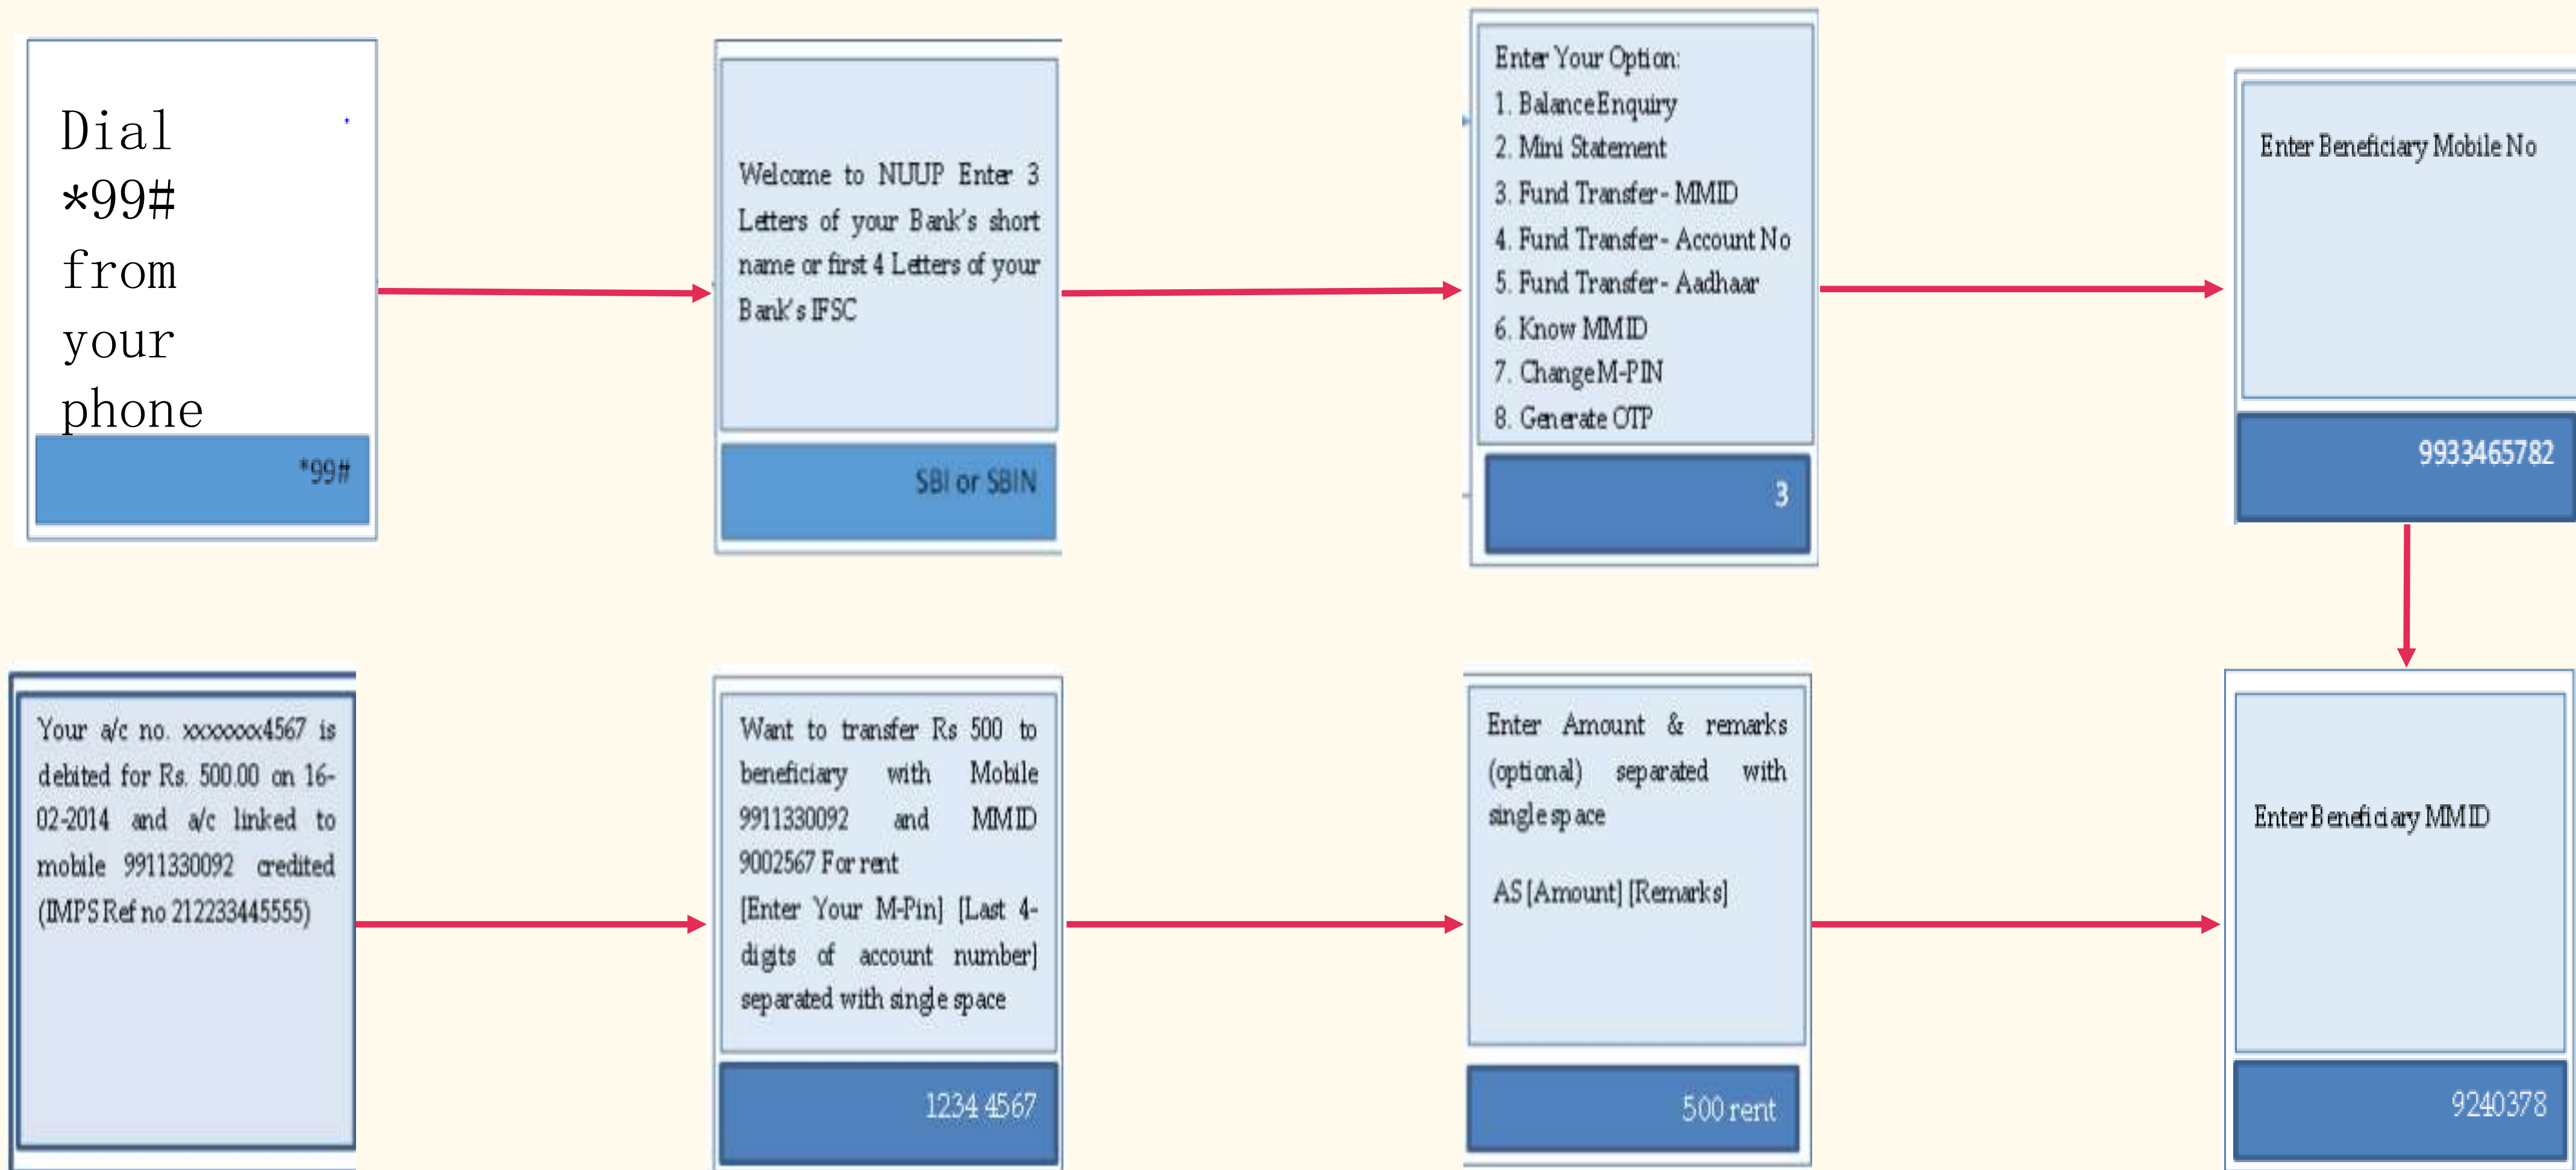 Dial
*99#
from
your
phone
*99#
Welcome to NUUP Enter 3
Letters of your Bank's short
name or first 4 Letters of your
Bank's IFSC
SBI or SBIN
Enter Your Option:
1. Balance Enquiry
2. Mini Statement
3. Fund Transfer - MMID
4. Fund Transfer - Account No
5. Fund Transfer - Aadhaar
6. Know MMID
7. Change M-PIN
8. Generate OTP
3
Enter Beneficiary Mobile No
9933465782
Your a/c no. xxxxxxx4567 is
debited for Rs. 500.00 on 16-
02-2014 and a/c linked to
mobile 9911330092 credited
(IMPS Ref no 212233445555)
Want to transfer Rs 500 to
beneficiary with Mobile
9911330092 and MMID
9002567 For rent
[Enter Your M-Pin] [Last 4-
digits of account number]
separated with single space
1234 4567
Enter Amount & remarks
(optional) separated with
single space
AS [Amount] [Remarks]
500 rent
Enter Beneficiary MMID
9240378